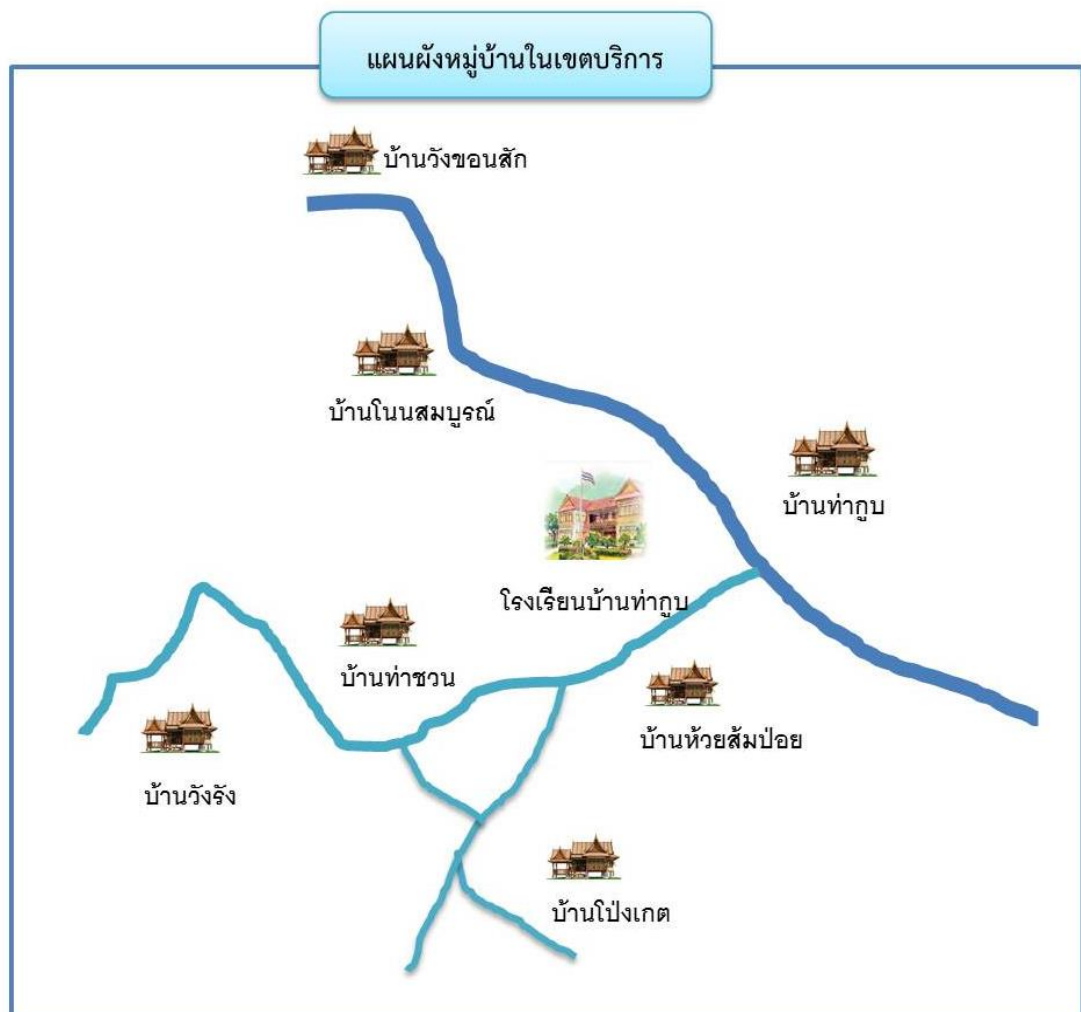 แผนผังหมู่บ้านในเขตบริการ
บ้านวังขอนสัก
บ้านโนนสมบูรณ์
บ้านท่ากูบ
โรงเรียนบ้านท่ากูบ
บ้านท่าชวน
บ้านห้วยส้มป่อย
บ้านวังรัง
บ้านโป่งเกต